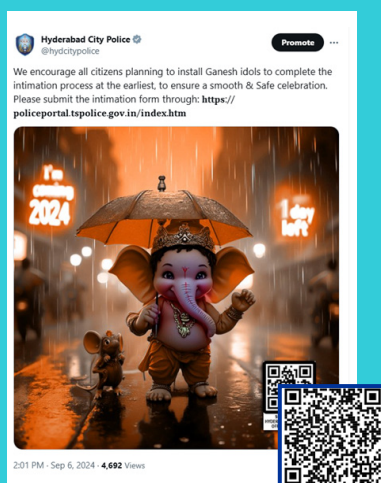 Hyderabad City Police
@hydcitypolice
Promote
We encourage all citizens planning to install Ganesh idols to complete the
intimation process at the earliest, to ensure a smooth & Safe celebration.
Please submit the intimation form through: https://
policeportal.tspolice.gov.in/index.htm
I'm
coming
2024
1 day
left
2:01 PM · Sep 6, 2024 · 4,692 Views